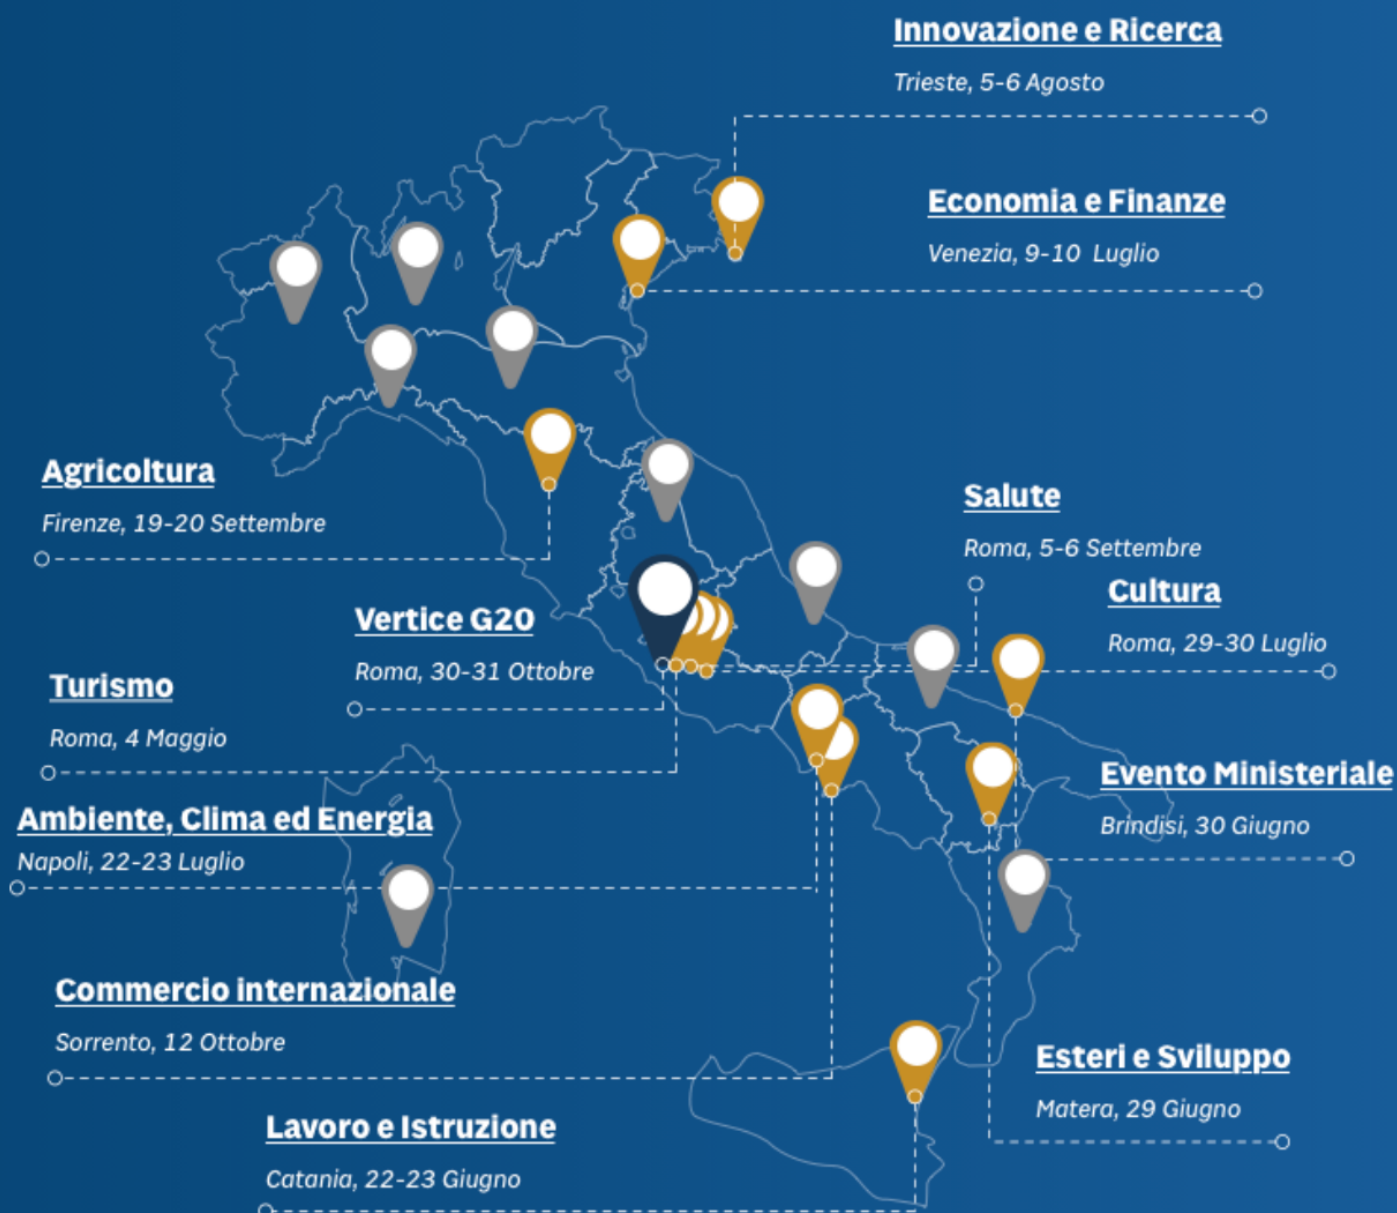 Innovazione e Ricerca
Trieste, 5-6 Agosto
Economia e Finanze
Venezia, 9-10 Luglio
Agricoltura
Firenze, 19-20 Settembre
Salute
Roma, 5-6 Settembre
Cultura
Roma, 29-30 Luglio
Vertice G20
Roma, 30-31 Ottobre
Turismo
Roma, 4 Maggio
Evento Ministeriale
Brindisi, 30 Giugno
Ambiente, Clima ed Energia
Napoli, 22-23 Luglio
Commercio internazionale
Sorrento, 12 Ottobre
Esteri e Sviluppo
Matera, 29 Giugno
Lavoro e Istruzione
Catania, 22-23 Giugno